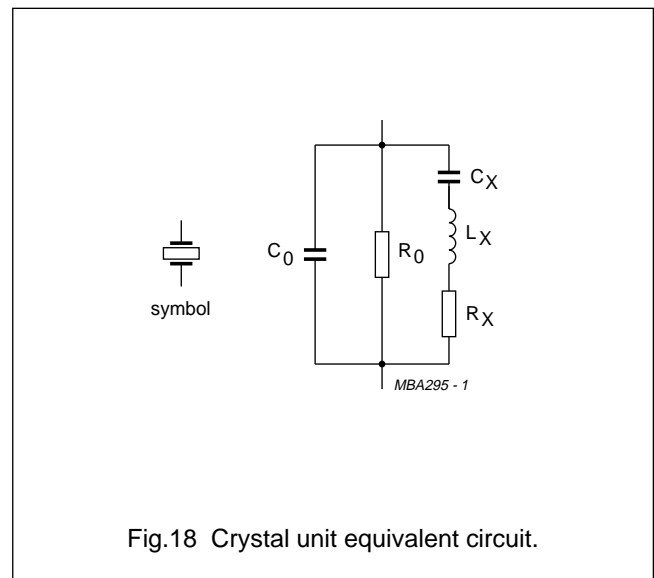 C0
R0
CX
LX
RX
symbol
MBA295 - 1
Fig.18 Crystal unit equivalent circuit.